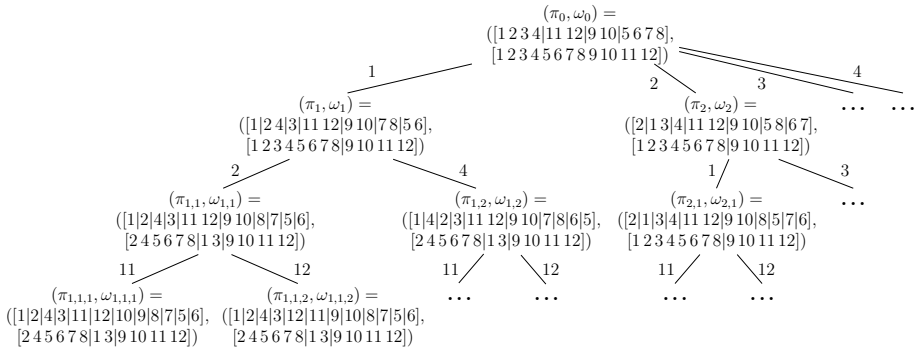 (π₀, ω₀) =
([1 2 3 4|11 12|9 10|5 6 7 8],
[1 2 3 4 5 6 7 8 9 10 11 12])
1
2
3
4
(π₁, ω₁) =
([1|2 4|3|11 12|9 10|7 8|5 6],
[1 2 3 4 5 6 7 8|9 10 11 12])
(π₂, ω₂) =
([2|1 3|4|11 12|9 10|5 8|6 7],
[1 2 3 4 5 6 7 8|9 10 11 12])
...
...
2
4
1
3
(π₁,₁, ω₁,₁) =
([1|2|4|3|11 12|9 10|8|7|5|6],
[2 4 5 6 7 8|1 3|9 10 11 12])
(π₁,₂, ω₁,₂) =
([1|4|2|3|11 12|9 10|7|8|6|5],
[2 4 5 6 7 8|1 3|9 10 11 12])
(π₂,₁, ω₂,₁) =
([2|1|3|4|11 12|9 10|8|5|7|6],
[1 2 3 4 5 6 7 8|9 10 11 12])
...
11
12
11
12
11
12
(π₁,₁,₁, ω₁,₁,₁) =
([1|2|4|3|11|12|10|9|8|7|5|6],
[2 4 5 6 7 8|1 3|9 10 11 12])
(π₁,₁,₂, ω₁,₁,₂) =
([1|2|4|3|12|11|9|10|8|7|5|6],
[2 4 5 6 7 8|1 3|9 10 11 12])
...
...
...
...